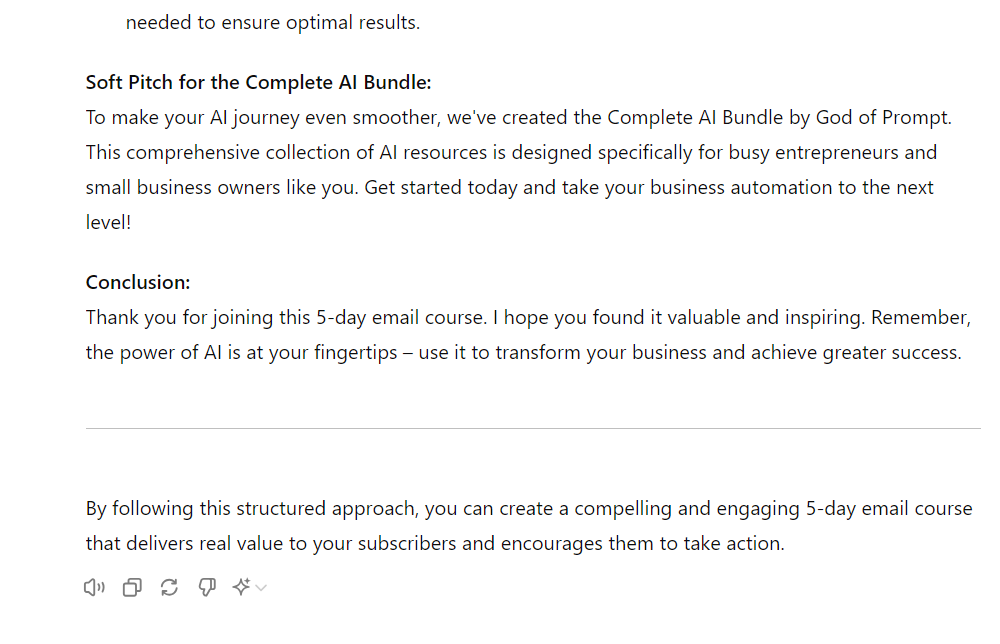 needed to ensure optimal results.
Soft Pitch for the Complete AI Bundle:
To make your AI journey even smoother, we've created the Complete AI Bundle by God of Prompt.
This comprehensive collection of AI resources is designed specifically for busy entrepreneurs and
small business owners like you. Get started today and take your business automation to the next
level!
Conclusion:
Thank you for joining this 5-day email course. I hope you found it valuable and inspiring. Remember,
the power of AI is at your fingertips – use it to transform your business and achieve greater success.
By following this structured approach, you can create a compelling and engaging 5-day email course
that delivers real value to your subscribers and encourages them to take action.